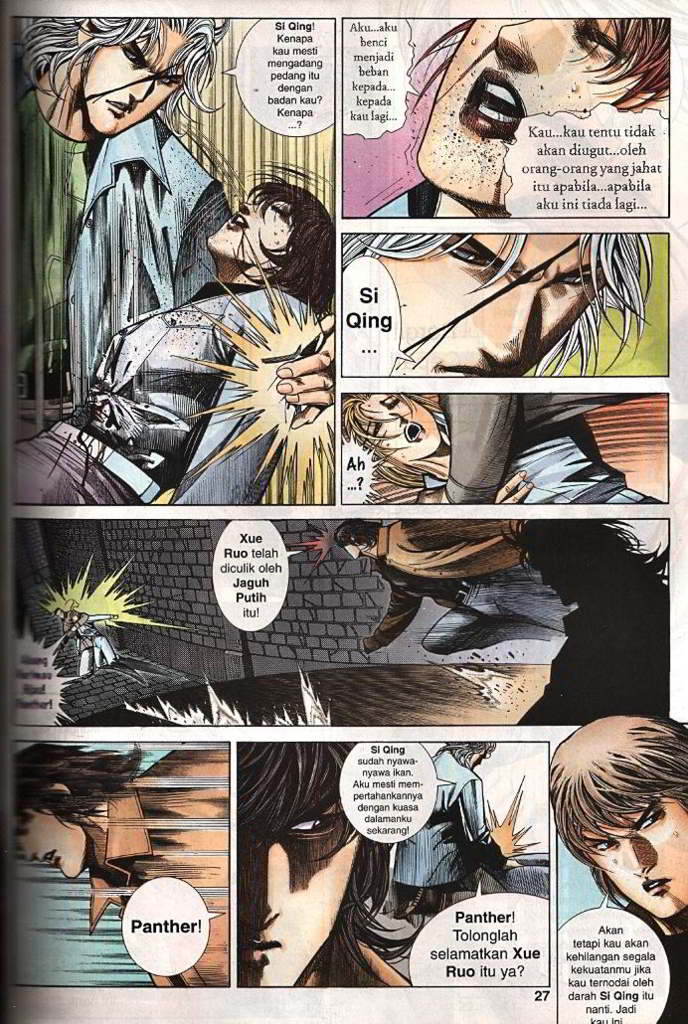 Si Qing!
Kenapa
kau mesti
mengadang
pedang itu
dengan
badan kau?
Kenapa
...?
Aku...aku
benci
menjadi
beban
kepada...
kepada
kau lagi...
Kau...kau tentu tidak
akan diugut...oleh
orang-orang yang jahat
itu apabila...apabila
aku ini tiada lagi...
Si
Qing
...
Ah
...?
Xue
Ruo telah
diculik oleh
Jaguh
Putih
itu!
Panther!
Si Qing
sudah nyawa-
nyawa ikan.
Aku mesti mem-
pertahankannya
dengan kuasa
dalamanku
sekarang!
Panther!
Tolonglah
selamatkan Xue
Ruo itu ya?
Akan
tetapi kau akan
kehilangan segala
kekuatanmu jika
kau ternodai oleh
darah Si Qing itu
nanti. Jadi
kau ini
27